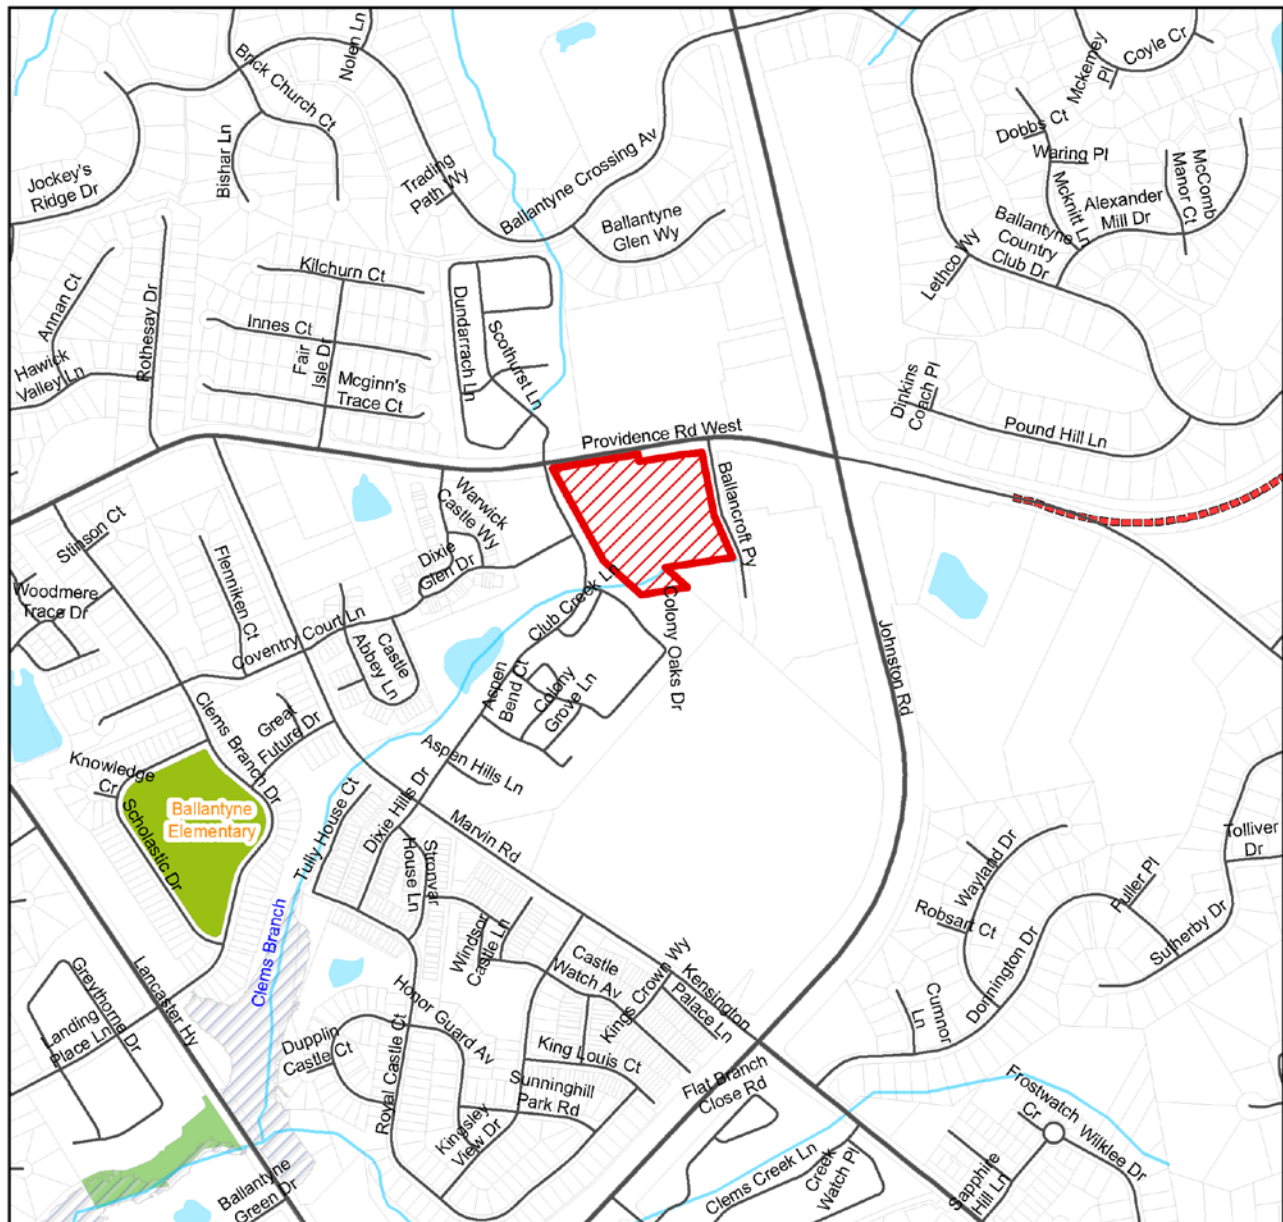 Nolen Ln
Brick Church Ct
Bishar Ln
Jockey's
Ridge Dr
Trading
Path Wy
Ballantyne Crossing Av
Ballantyne
Glen Wy
Mckemey
Pl
Coyle Cr
Dobbs Ct
Waring Pl
Mcknitt Ln
McComb
Manor Ct
Alexander
Mill Dr
Ballantyne
Country
Club Dr
Lethco Wy
Annan Ct
Hawick
Valley Ln
Rothesay Dr
Kilchurn Ct
Innes Ct
Fair
Isle Dr
Mcginn's
Trace Ct
Dundarrach Ln
Scothurst Ln
Providence Rd West
Dinkins
Coach Pl
Pound Hill Ln
Ballancroft Py
Stinson Ct
Woodmere
Trace Dr
Flenniken Ct
Warwick
Castle Wy
Dixie
Glen Dr
Coventry Court Ln
Castle
Abbey Ln
Club Creek Ln
Colony Oaks Dr
Johnston Rd
Aspen
Bend Ct
Colony
Grove Ln
Aspen Hills Ln
Clems Branch Dr
Great
Future Dr
Knowledge
Cr
Scholastic Dr
Ballantyne
Elementary
Tully House Ct
Dixie Hills Dr
Marvin Rd
Stronvar
House Ln
Windsor
Castle Ln
Castle
Watch Av
Kings Crown Wy
Kensington
Palace Ln
Clems Branch
Lancaster Hy
Greythorne Dr
Landing
Place Ln
Dupplin
Castle Ct
Royal Castle Ct
Honor Guard Av
King Louis Ct
Sunninghill
Park Rd
Kingsley
View Dr
Flat Branch
Close Rd
Ballantyne
Green Dr
Wayland Dr
Robsart Ct
Fuller Pl
Tolliver
Dr
Sutherby Dr
Donnington Dr
Cumnor
Ln
Frostwatch
Cr
Wilklee Dr
Sapphire
Hill Ln
Clems Creek Ln
Creek
Watch Pl